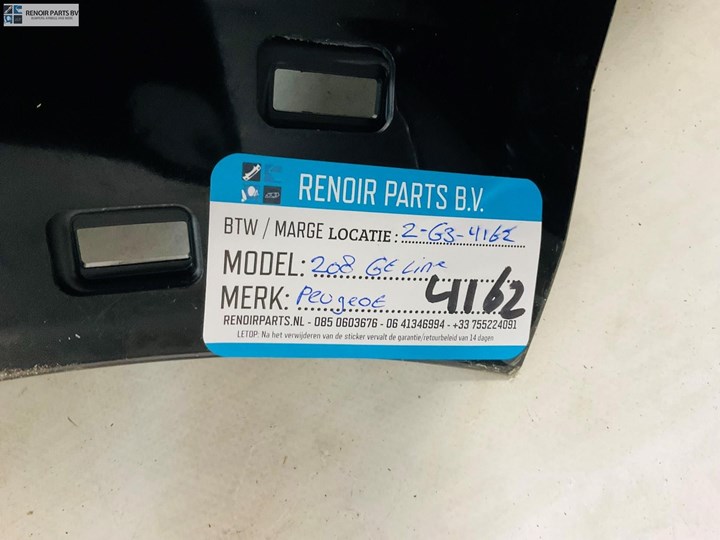 RENOIR PARTS BV
RENOIR PARTS B.V.
BTW / MARGE LOCATIE: 2-G3-4162
MODEL: 208 GT Line
MERK: Peugeot 4162
RENOIRPARTS.NL - 085 0603676 - 06 41346994 - +33 755224091
LETOP: Na het verwijderen van de sticker vervalt de garantie/retourbeleid van 14 dagen